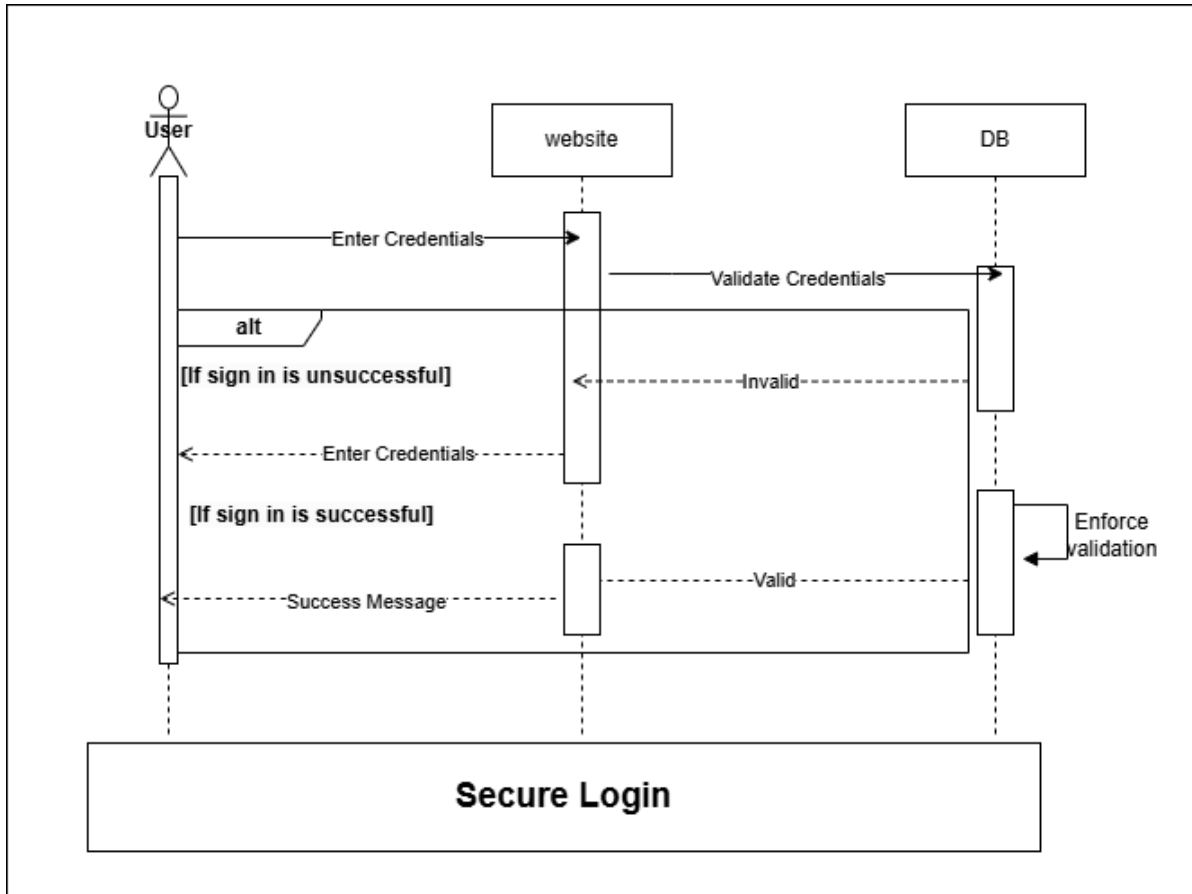 User
website
DB
Enter Credentials
Validate Credentials
alt
[If sign in is unsuccessful]
Invalid
Enter Credentials
[If sign in is successful]
Enforce
validation
Valid
Success Message
Secure Login